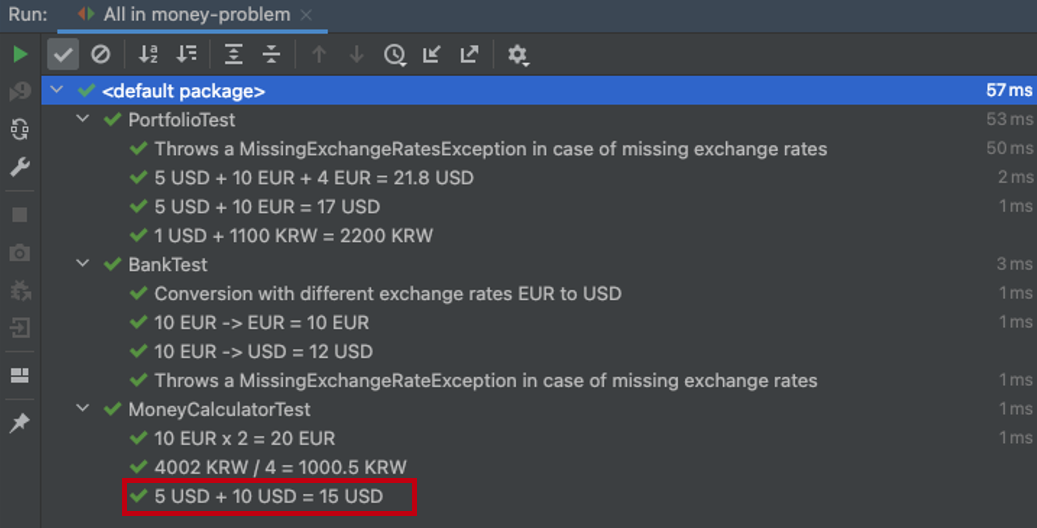 Run: All in money-problem
<default package> 57 ms
PortfolioTest 53 ms
Throws a MissingExchangeRatesException in case of missing exchange rates 50 ms
5 USD + 10 EUR + 4 EUR = 21.8 USD 2 ms
5 USD + 10 EUR = 17 USD 1 ms
1 USD + 1100 KRW = 2200 KRW
BankTest 3 ms
Conversion with different exchange rates EUR to USD 1 ms
10 EUR -> EUR = 10 EUR 1 ms
10 EUR -> USD = 12 USD
Throws a MissingExchangeRateException in case of missing exchange rates 1 ms
MoneyCalculatorTest 1 ms
10 EUR x 2 = 20 EUR 1 ms
4002 KRW / 4 = 1000.5 KRW
5 USD + 10 USD = 15 USD